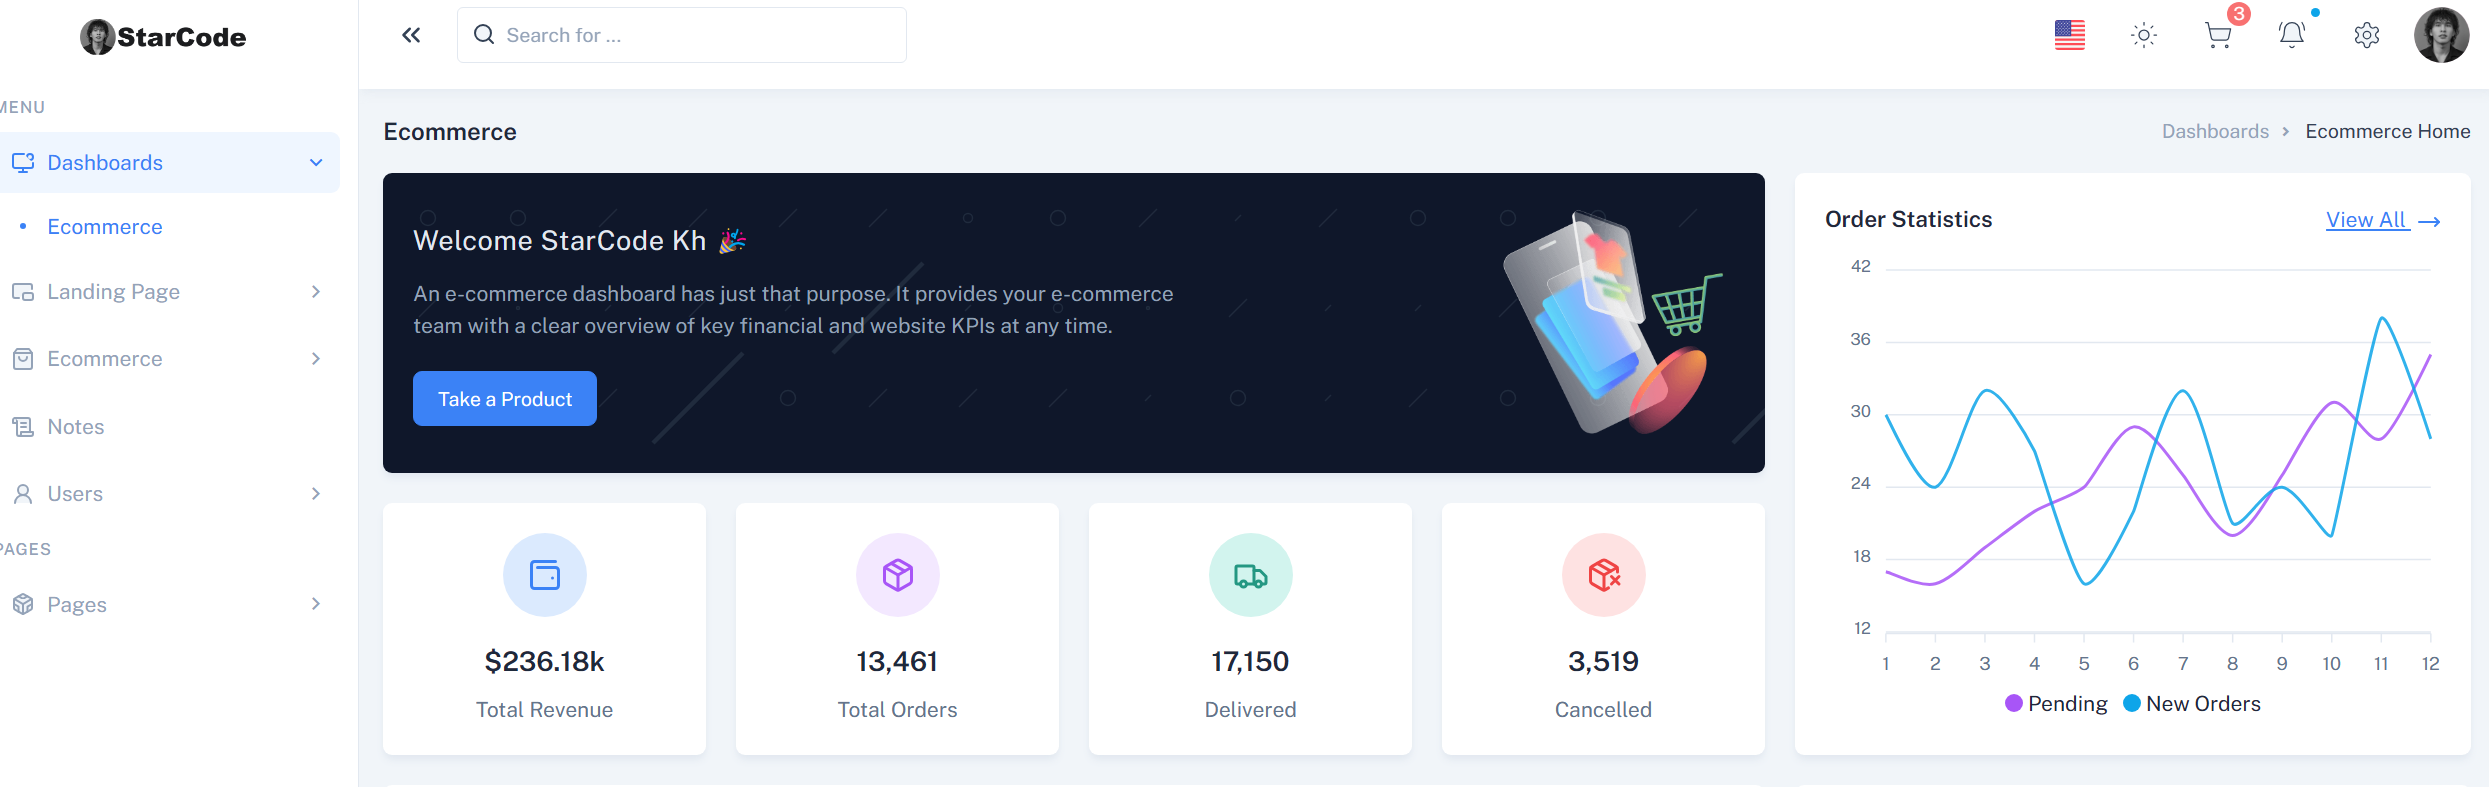 StarCode
Search for ...
3
MENU
Dashboards
Ecommerce
Landing Page
Ecommerce
Notes
Users
PAGES
Pages
Ecommerce
Dashboards > Ecommerce Home
Welcome StarCode Kh 🎉
An e-commerce dashboard has just that purpose. It provides your e-commerce
team with a clear overview of key financial and website KPIs at any time.
Take a Product
$236.18k
Total Revenue
13,461
Total Orders
17,150
Delivered
3,519
Cancelled
Order Statistics
View All →
42
36
30
24
18
12
1 2 3 4 5 6 7 8 9 10 11 12
Pending New Orders